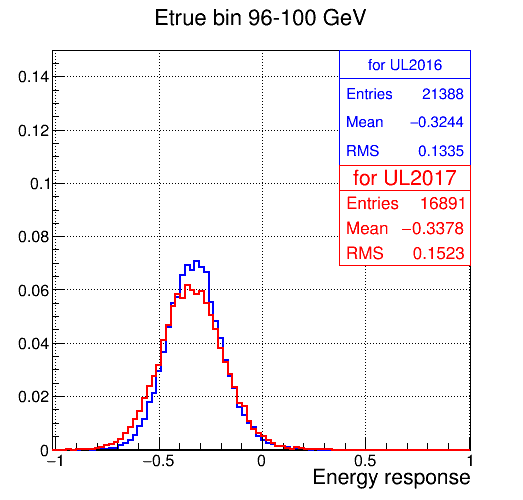 Etrue bin 96-100 GeV
for UL2016
Entries 21388
Mean −0.3244
RMS 0.1335
for UL2017
Entries 16891
Mean −0.3378
RMS 0.1523
0.14
0.12
0.1
0.08
0.06
0.04
0.02
0
−1 −0.5 0 0.5 1
Energy response